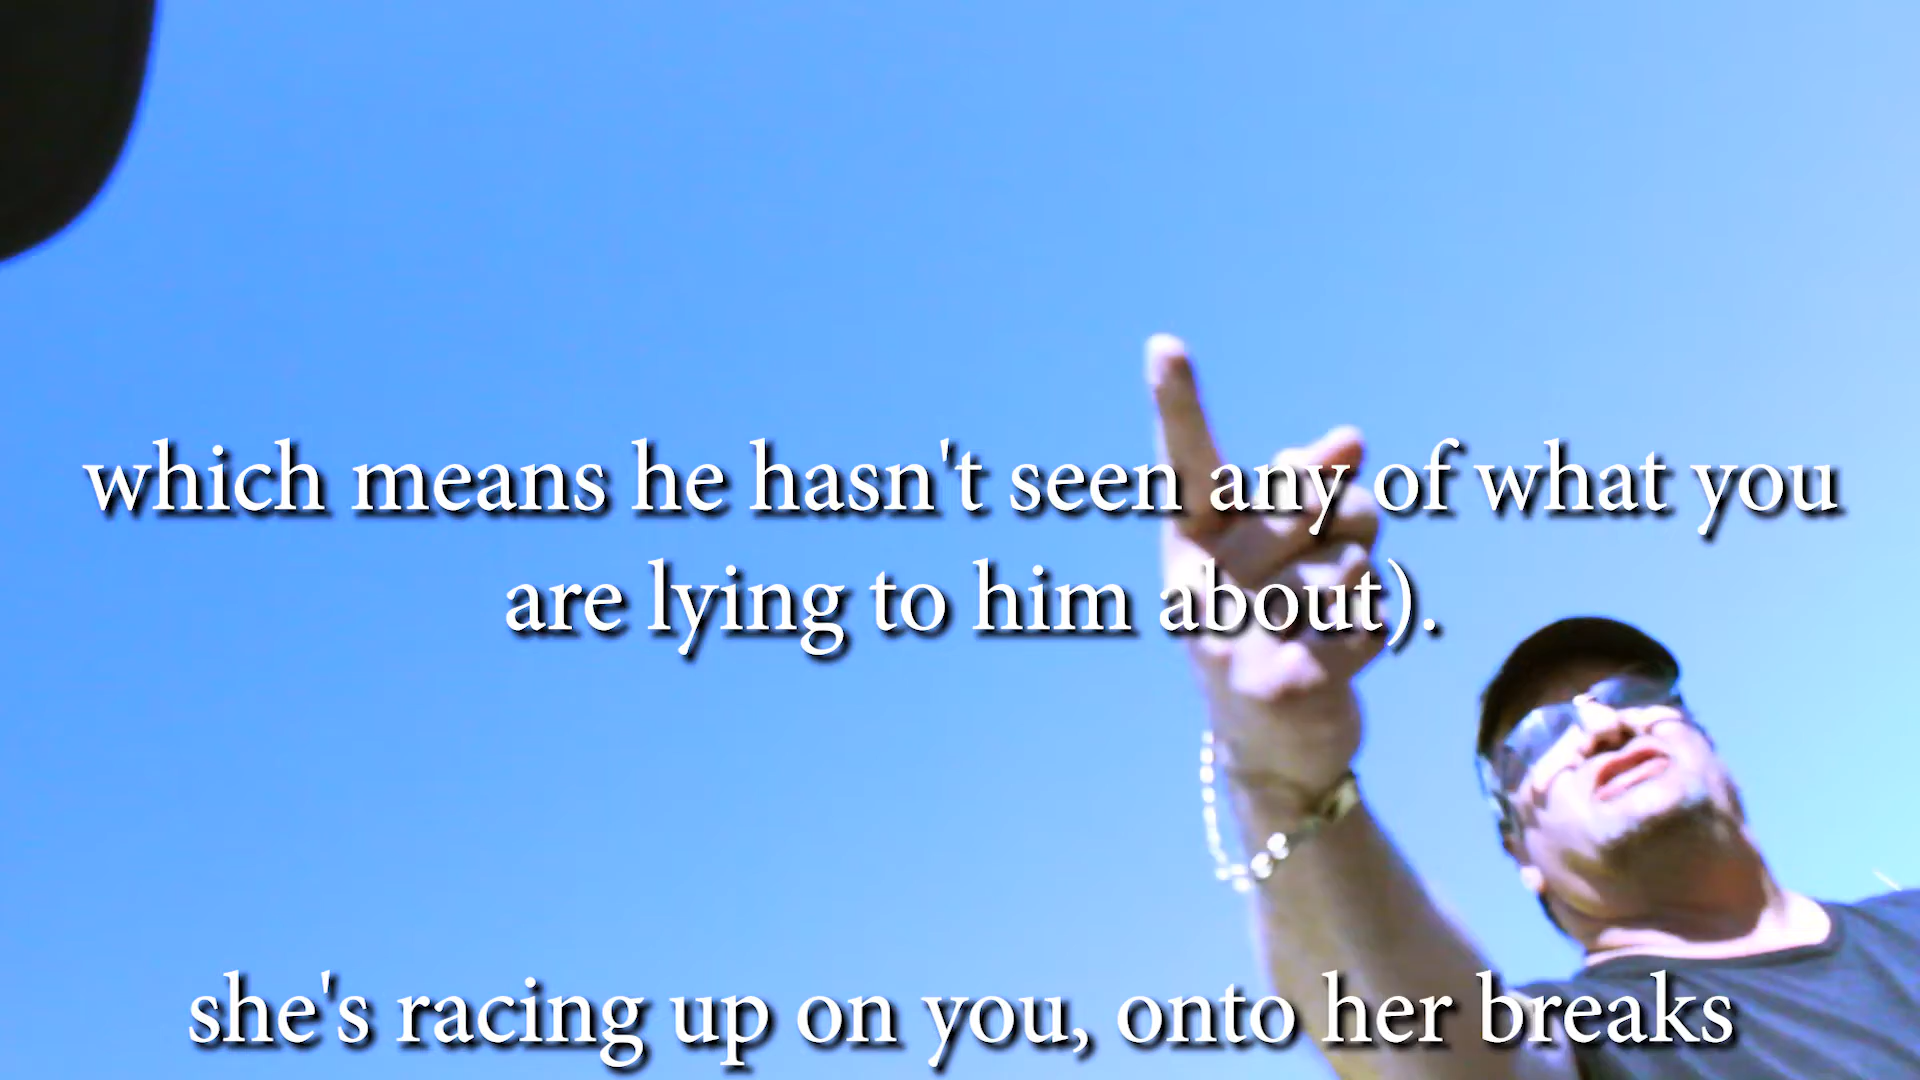 which means he hasn't seen any of what you
are lying to him about).
she's racing up on you, onto her breaks